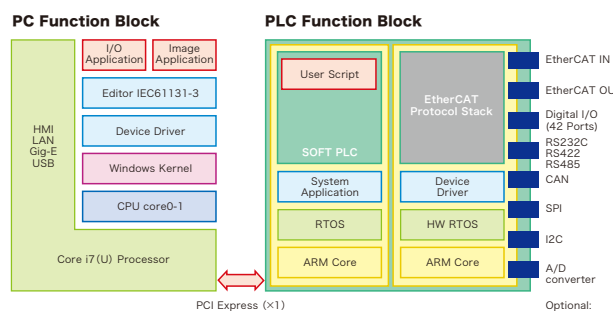 PC Function Block
PLC Function Block
I/O
Application
Image
Application
Editor IEC61131-3
Device Driver
Windows Kernel
CPU core0-1
HMI
LAN
Gig-E
USB
Core i7(U) Processor
User Script
SOFT PLC
System
Application
RTOS
ARM Core
EtherCAT
Protocol Stack
Device
Driver
HW RTOS
ARM Core
EtherCAT IN
EtherCAT OU
Digital I/O
(42 Ports)
RS232C
RS422
RS485
CAN
SPI
I2C
A/D
converter
PCI Express (×1)
Optional: